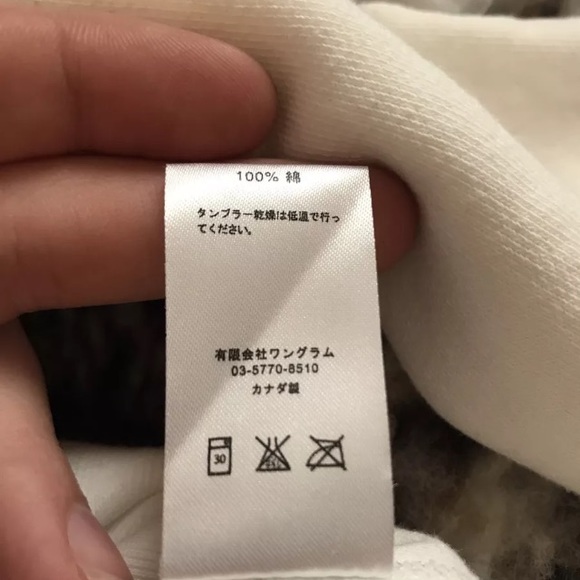 100% 綿
タンブラー乾燥は低温で行っ
てください。
有限会社ワングラム
03-5770-8510
カナダ製
30